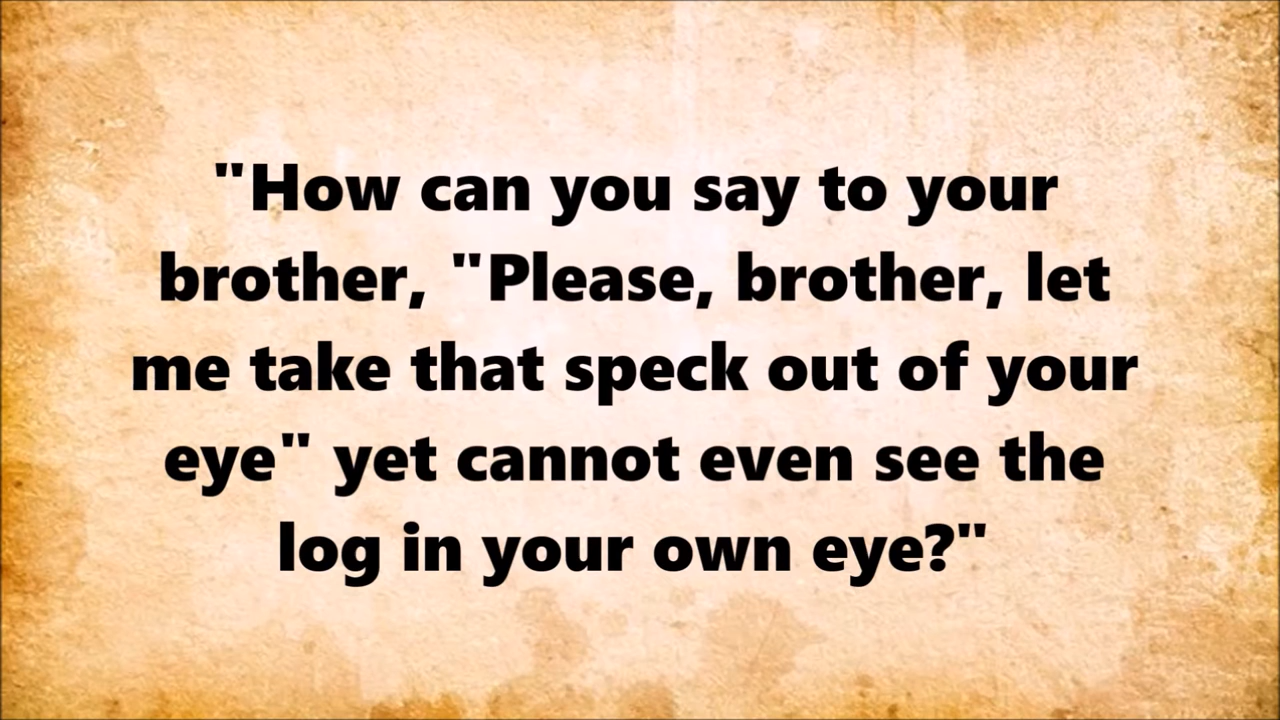 "How can you say to your
brother, "Please, brother, let
me take that speck out of your
eye" yet cannot even see the
log in your own eye?"